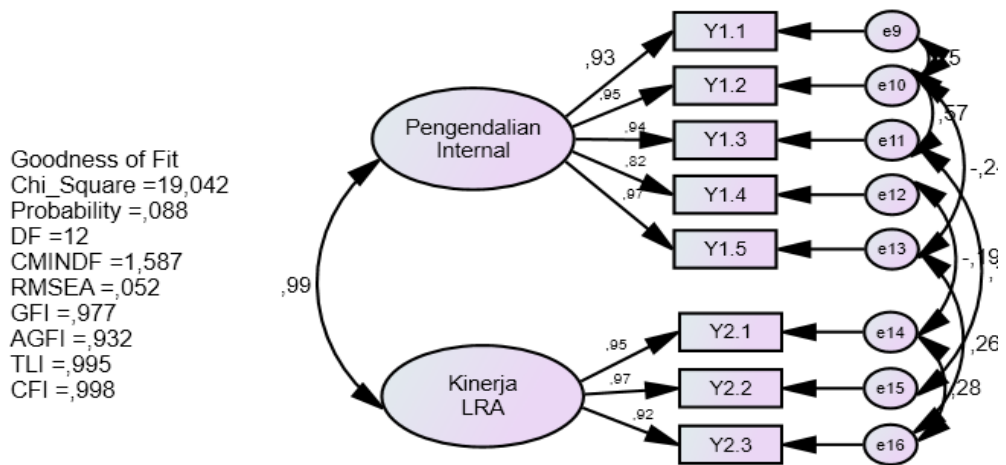 Goodness of Fit
Chi_Square =19,042
Probability =,088
DF =12
CMINDF =1,587
RMSEA =,052
GFI =,977
AGFI =,932
TLI =,995
CFI =,998
,99
Pengendalian
Internal
Kinerja
LRA
,93
,95
,94
,82
,97
,95
,97
,92
Y1.1
Y1.2
Y1.3
Y1.4
Y1.5
Y2.1
Y2.2
Y2.3
e9
e10
e11
e12
e13
e14
e15
e16
,57
-,24
-,19
,26
,28